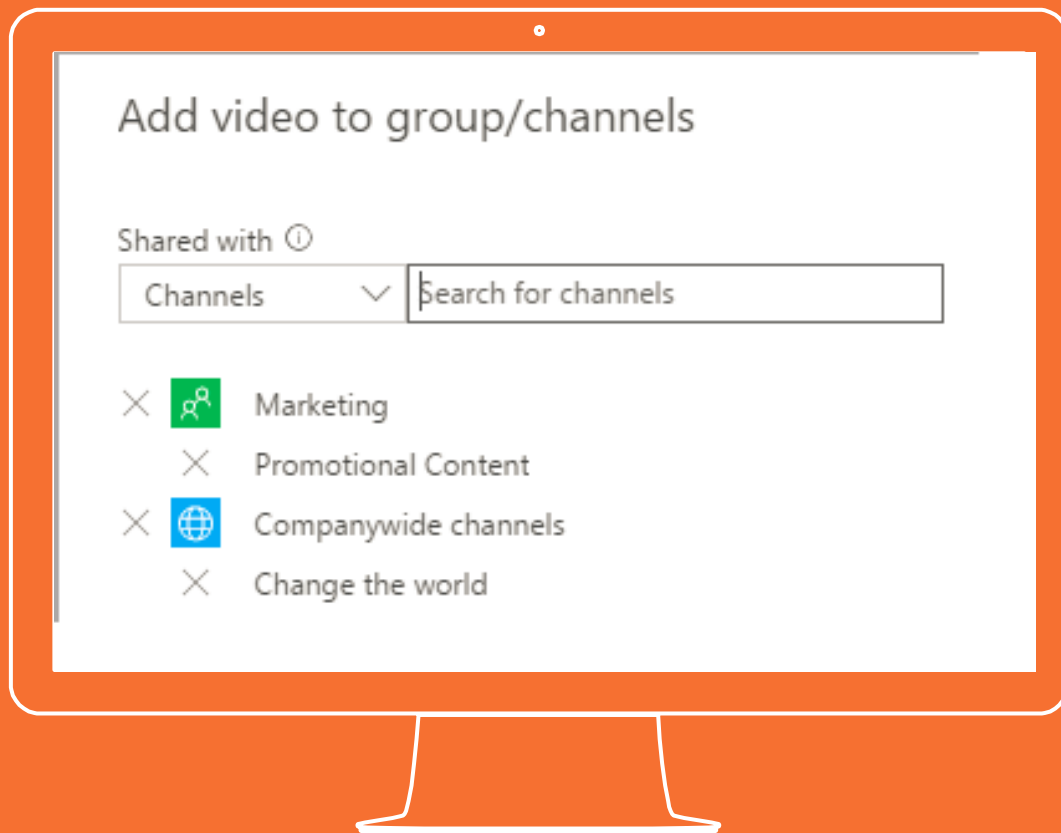 Add video to group/channels
Shared with
Channels
Search for channels
Marketing
Promotional Content
Companywide channels
Change the world